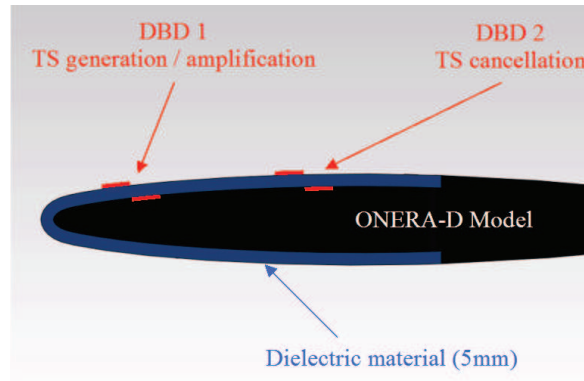 DBD 1
TS generation / amplification
DBD 2
TS cancellation
ONERA-D Model
Dielectric material (5mm)